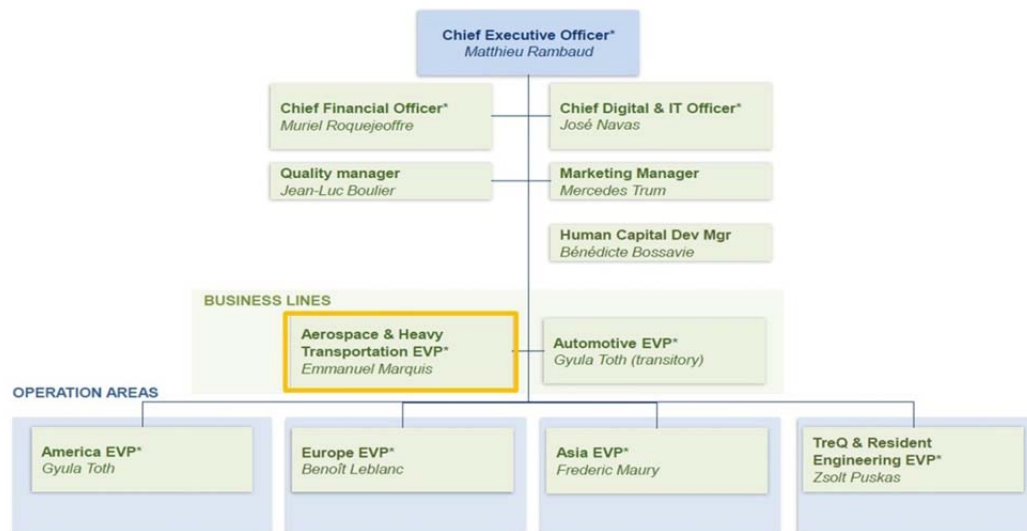 Chief Executive Officer*
Matthieu Rambaud
Chief Financial Officer*
Muriel Roquejeoffre
Chief Digital & IT Officer*
José Navas
Quality manager
Jean-Luc Boulier
Marketing Manager
Mercedes Trum
Human Capital Dev Mgr
Bénédicte Bossavie
BUSINESS LINES
Aerospace & Heavy
Transportation EVP*
Emmanuel Marquis
Automotive EVP*
Gyula Toth (transitory)
OPERATION AREAS
America EVP*
Gyula Toth
Europe EVP*
Benoît Leblanc
Asia EVP*
Frederic Maury
TreQ & Resident
Engineering EVP*
Zsolt Puskas